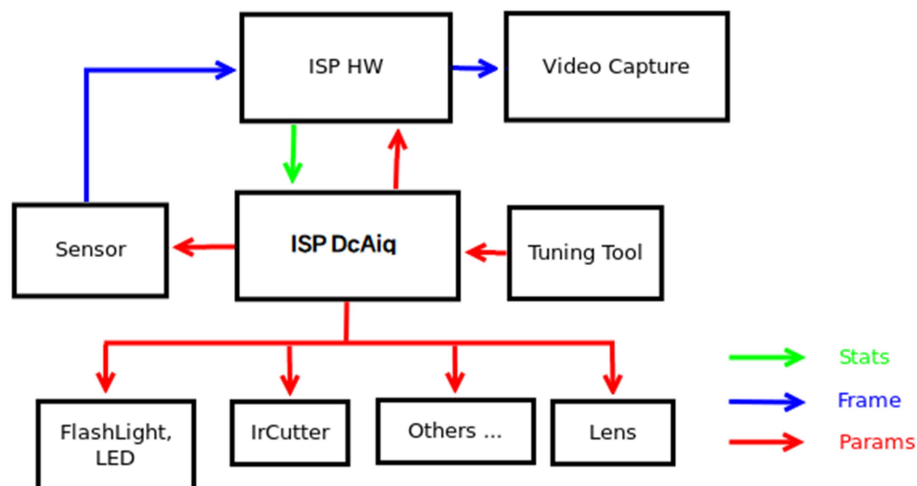 ISP HW
Video Capture
Sensor
ISP DcAiq
Tuning Tool
FlashLight,
LED
IrCutter
Others ...
Lens
Stats
Frame
Params